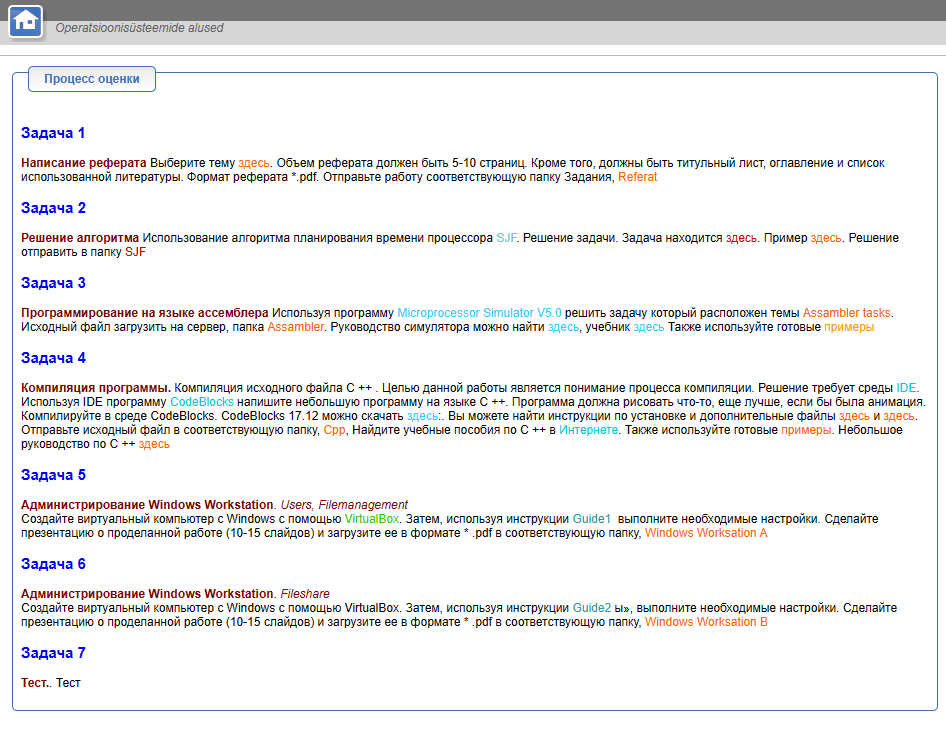 Operatsioonisüsteemide alused
Процесс оценки
Задача 1
Написание реферата Выберите тему здесь. Объем реферата должен быть 5-10 страниц. Кроме того, должны быть титульный лист, оглавление и список
использованной литературы. Формат реферата *.pdf. Отправьте работу соответствующую папку Задания, Referat
Задача 2
Решение алгоритма Использование алгоритма планирования времени процессора SJF. Решение задачи. Задача находится здесь. Пример здесь. Решение
отправить в папку SJF
Задача 3
Программирование на языке ассемблера Используя программу Microprocessor Simulator V5.0 решить задачу который расположен темы Assambler tasks.
Исходный файл загрузить на сервер, папка Assambler. Руководство симулятора можно найти здесь, учебник здесь Также используйте готовые примеры
Задача 4
Компиляция программы. Компиляция исходного файла C ++ . Целью данной работы является понимание процесса компиляции. Решение требует среды IDE.
Используя IDE программу CodeBlocks напишите небольшую программу на языке C ++. Программа должна рисовать что-то, еще лучше, если бы была анимация.
Компилируйте в среде CodeBlocks. CodeBlocks 17.12 можно скачать здесь:. Вы можете найти инструкции по установке и дополнительные файлы здесь и здесь.
Отправьте исходный файл в соответствующую папку, Cpp, Найдите учебные пособия по C ++ в Интернете. Также используйте готовые примеры. Небольшое
руководство по C ++ здесь
Задача 5
Администрирование Windows Workstation. Users, Filemanagement
Создайте виртуальный компьютер с Windows с помощью VirtualBox. Затем, используя инструкции Guide1  выполните необходимые настройки. Сделайте
презентацию о проделанной работе (10-15 слайдов) и загрузите ее в формате * .pdf в соответствующую папку, Windows Worksation A
Задача 6
Администрирование Windows Workstation. Fileshare
Создайте виртуальный компьютер с Windows с помощью VirtualBox. Затем, используя инструкции Guide2 ы», выполните необходимые настройки. Сделайте
презентацию о проделанной работе (10-15 слайдов) и загрузите ее в формате * .pdf в соответствующую папку, Windows Worksation B
Задача 7
Тест.. Тест